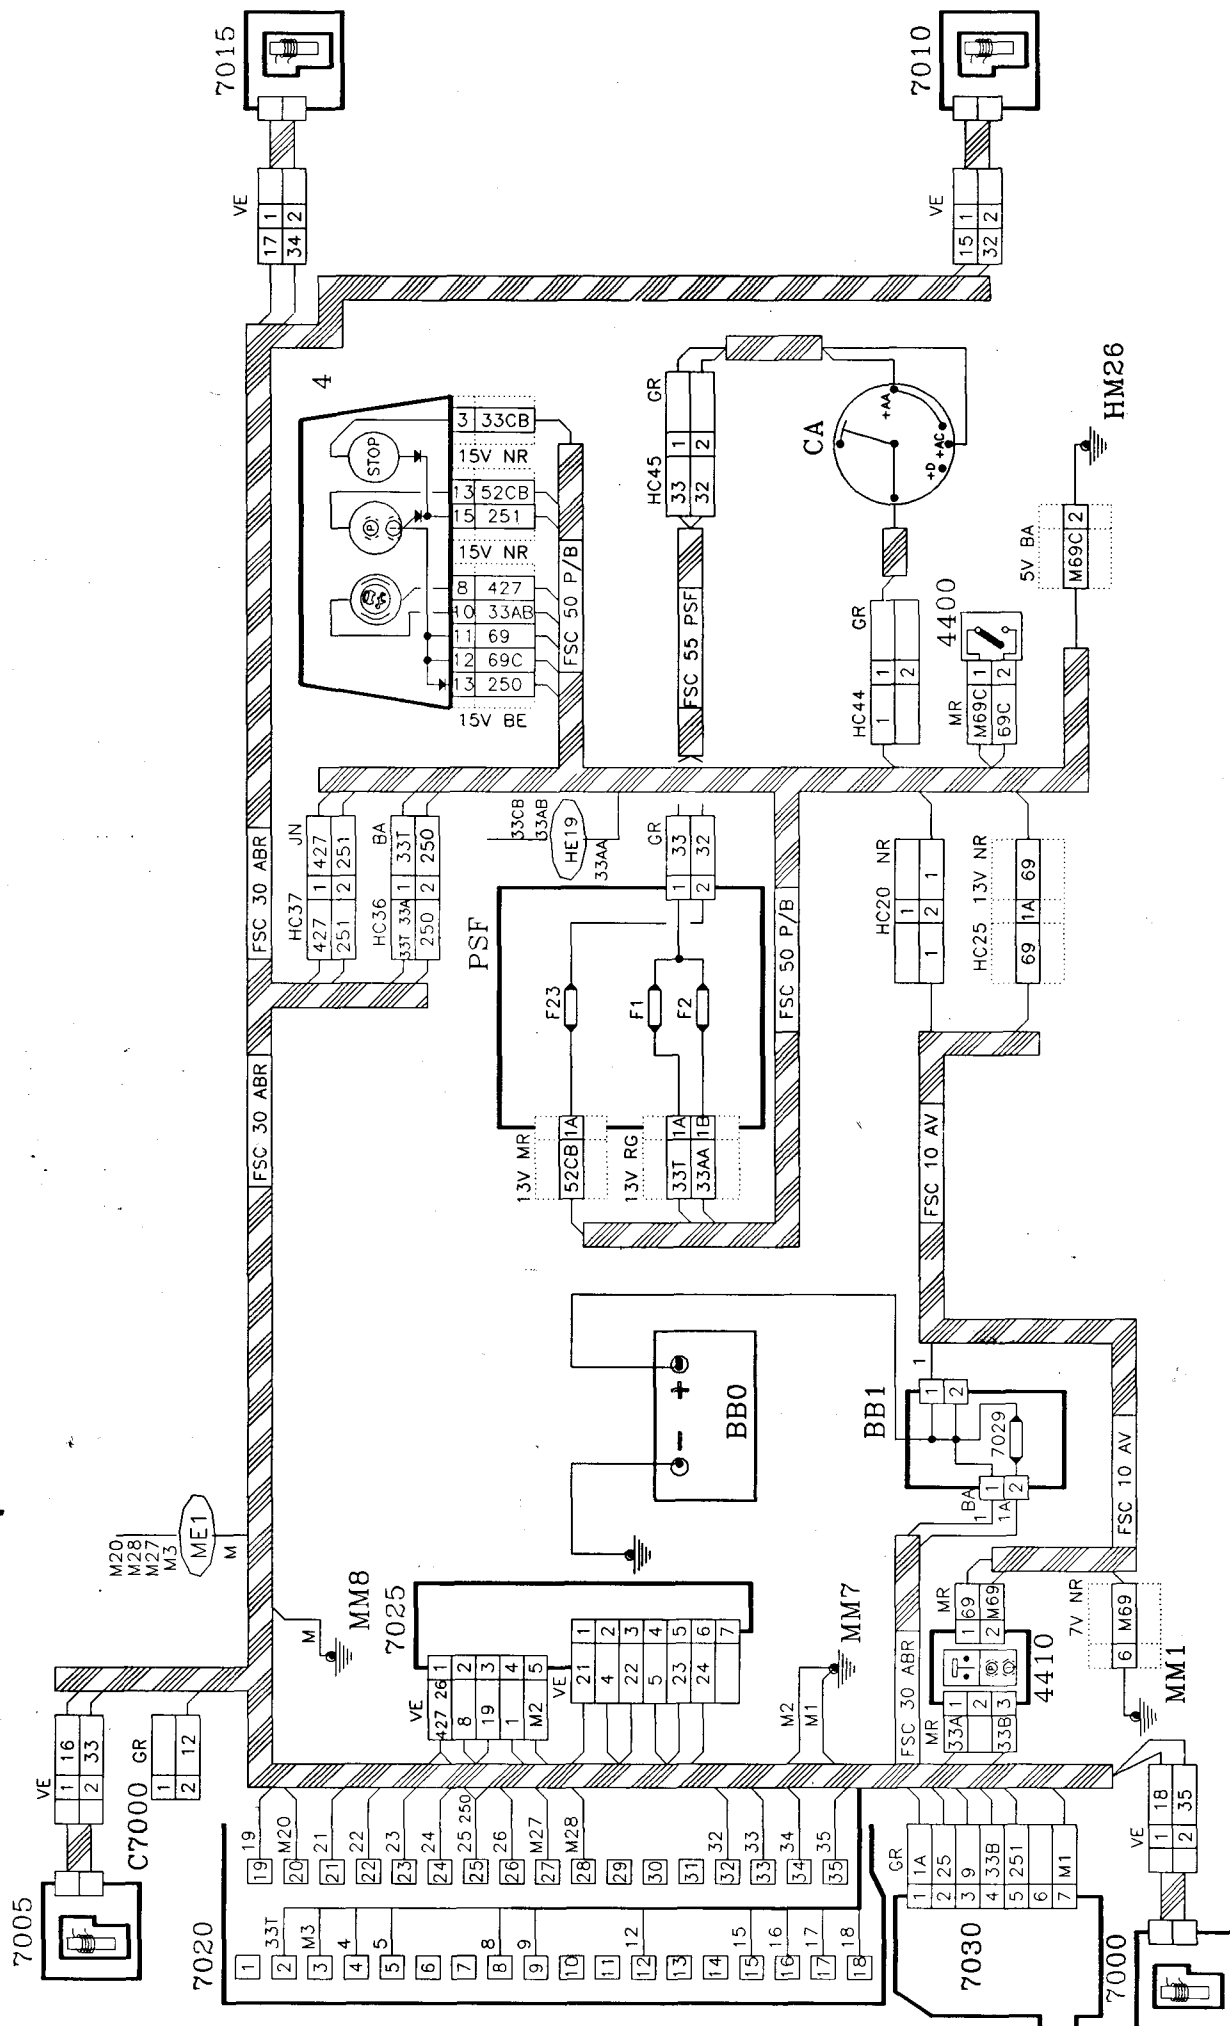 7005
VE
1 16
2 33
C7000 GR
1
2 12
M20
M28
M27
M3
ME1
M
M
MM8
FSC 30 ABR
FSC 30 ABR
VE
17 1
34 2
7015
4
STOP
3 33CB
15V NR
13 52CB
15 251
15V NR
8 427
10 33AB
11 69
12 69C
13 250
15V BE
FSC 50 P/B
HC37 JN
427 1 427
251 2 251
HC36 BA
33T 33A 1 33T
250 2 250
33CB
33AB
HE19
33AA
PSF
F23
F1
F2
GR
1 33
2 32
13V MR
52CB 1A
13V RG
33T 1A
33AA 1B
FSC 50 P/B
HC45 GR
33 1
32 2
FSC 55 PSF
CA
+AA
+AC
+D
HC44 GR
1 1
2
MR
M69C 1
69C 2
4400
5V BA
M69C 2
HM26
VE
15 1
32 2
7010
HC20 NR
1 1
1 2 1
HC25 13V NR
69 1A 69
FSC 10 AV
FSC 10 AV
BB0
- +
BB1
1
1
2
7029
1 BA 1
1A 2
7025
VE
427 26 1
8 2
19 3
1 4
M2 5
VE
21 1
4 2
22 3
5 4
23 5
24 6
7
M2
M1
MM7
FSC 30 ABR
MR
33A 1
2
33B 3
MR
1 69
2 M69
4410
7V NR
6 M69
MM1
7020
19 19
20 M20
21 21
22 22
23 23
24 24
25 25 250
26 26
27 M27
28 M28
29
30
31
32 32
33 33
34 34
35 35
1
2 33T
3 M3
4 4
5 5
6
7
8 8
9 9
10
11
12 12
13
14
15 15
16 16
17 17
18 18
7030
GR
1 1A
2 25
3 9
4 33B
5 251
6
7 M1
7000
VE
1 18
2 35